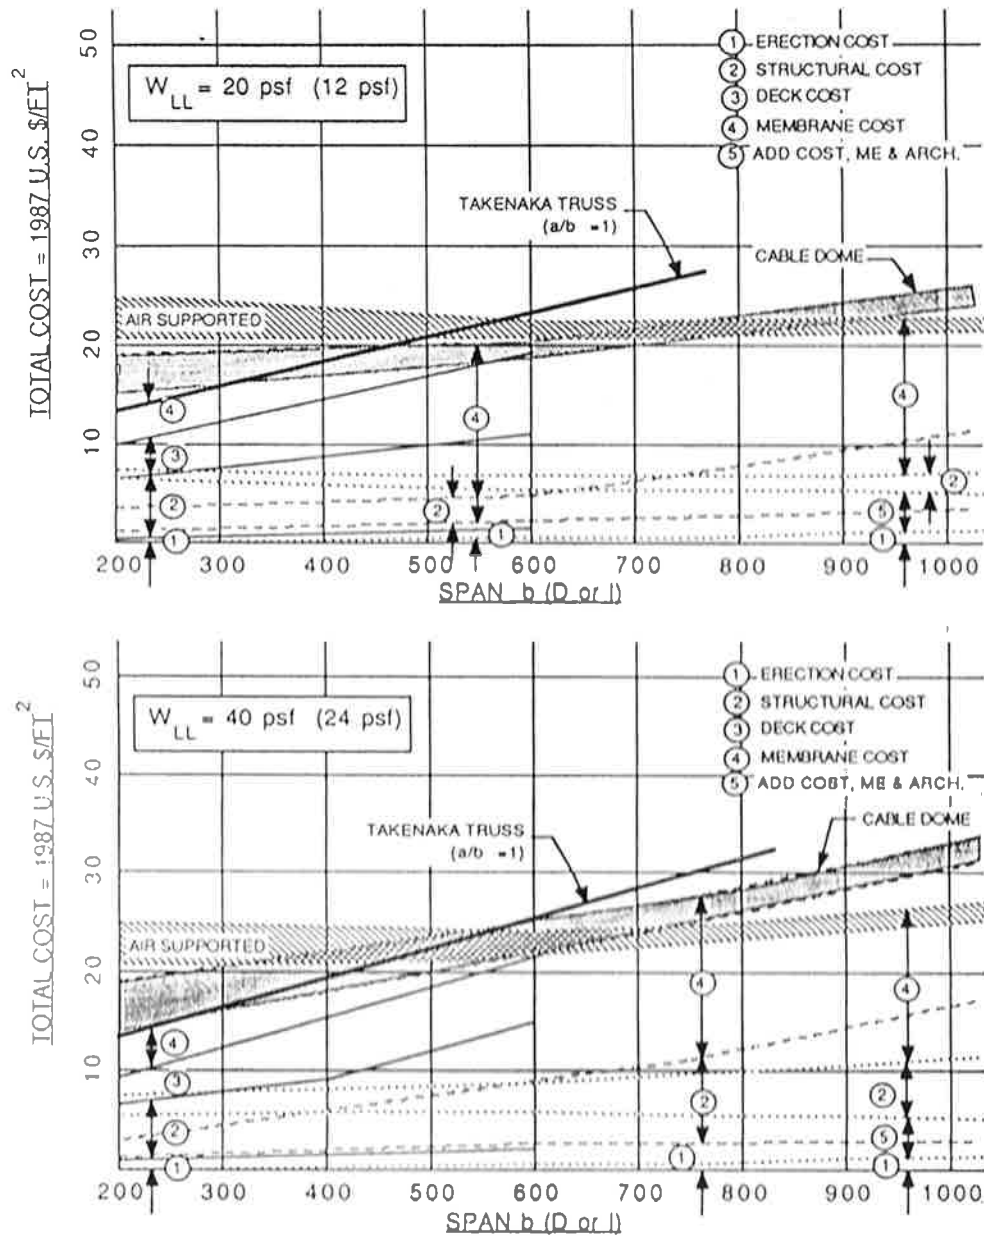 TOTAL COST = 1987 U.S. $/FT²
50
40
30
20
10
0
W_LL = 20 psf (12 psf)
1 ERECTION COST
2 STRUCTURAL COST
3 DECK COST
4 MEMBRANE COST
5 ADD COST, ME & ARCH.
TAKENAKA TRUSS
(a/b =1)
CABLE DOME
AIR SUPPORTED
4
3
2
1
4
2
1
4
2
5
1
200 300 400 500 600 700 800 900 1000
SPAN b (D or l)
TOTAL COST = 1987 U.S. $/FT²
50
40
30
20
10
0
W_LL = 40 psf (24 psf)
1 ERECTION COST
2 STRUCTURAL COST
3 DECK COST
4 MEMBRANE COST
5 ADD COST, ME & ARCH.
TAKENAKA TRUSS
(a/b =1)
CABLE DOME
AIR SUPPORTED
4
3
2
1
4
2
1
4
2
5
1
200 300 400 500 600 700 800 900 1000
SPAN b (D or l)